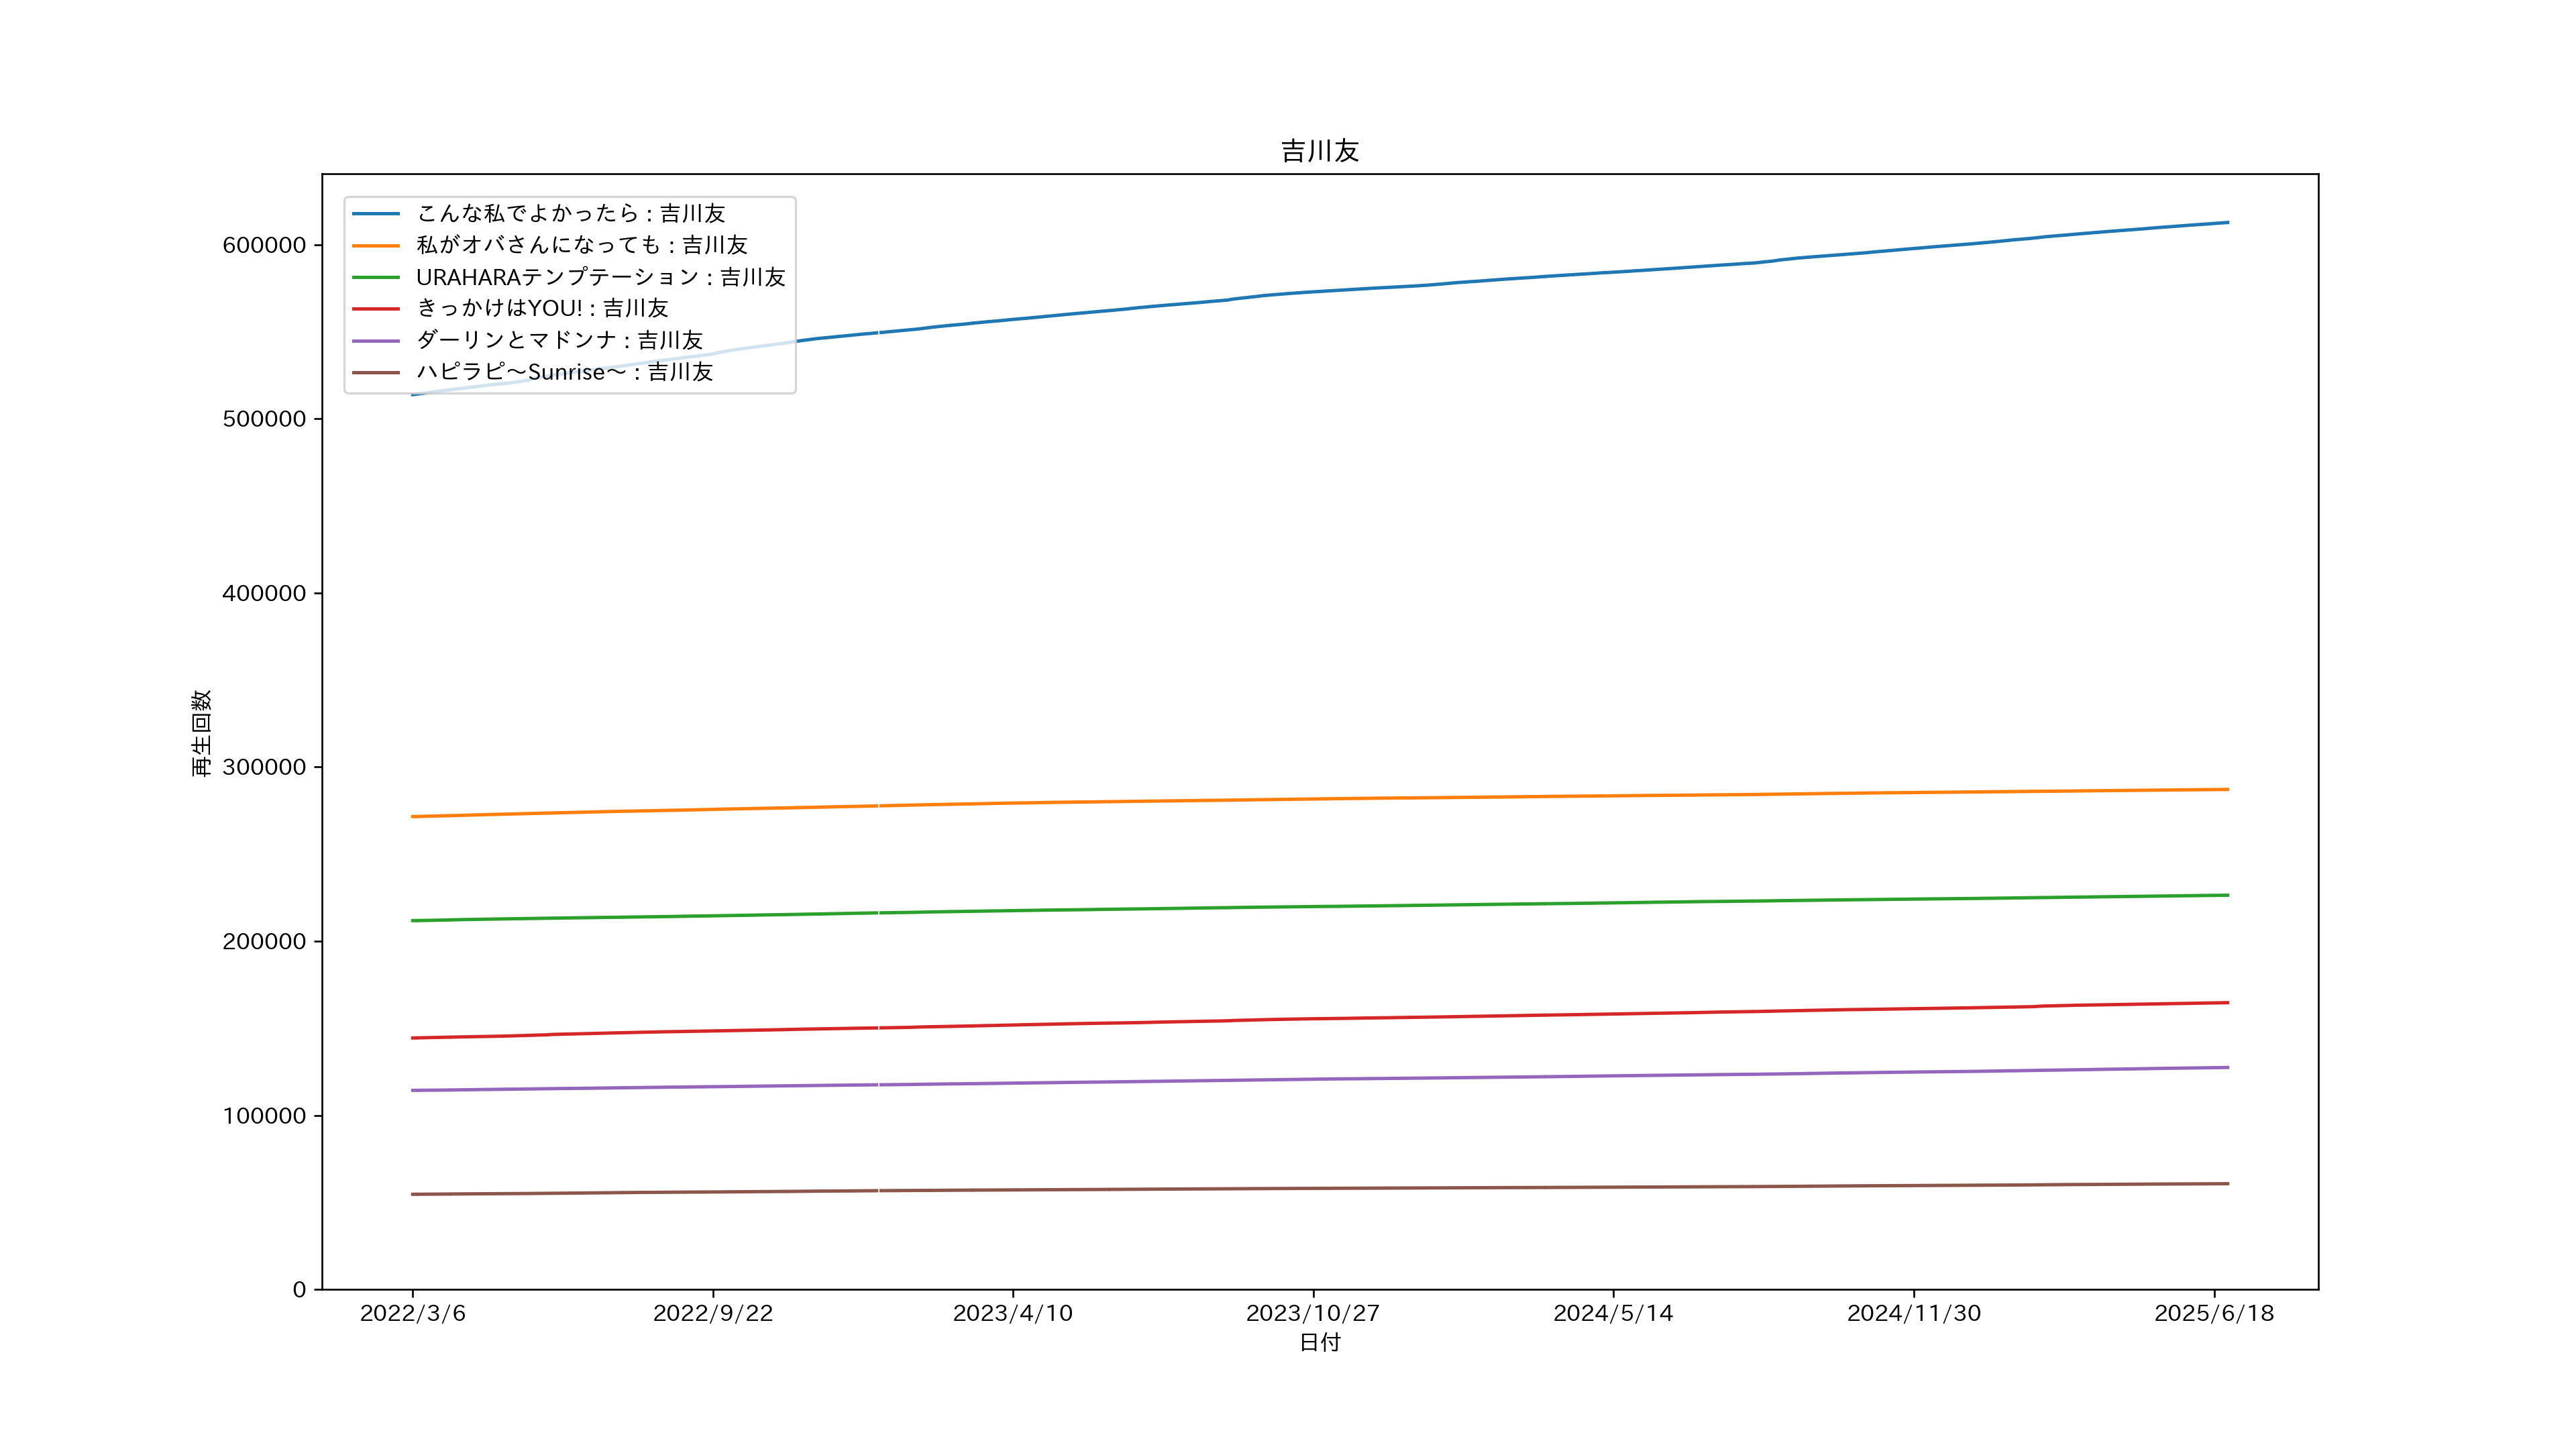 吉川友
こんな私でよかったら : 吉川友
私がオバさんになっても : 吉川友
URAHARAテンプテーション : 吉川友
きっかけはYOU! : 吉川友
ダーリンとマドンナ : 吉川友
ハピラピ〜Sunrise〜 : 吉川友
600000
500000
400000
300000
200000
100000
0
再生回数
2022/3/6 2022/9/22 2023/4/10 2023/10/27 2024/5/14 2024/11/30 2025/6/18
日付